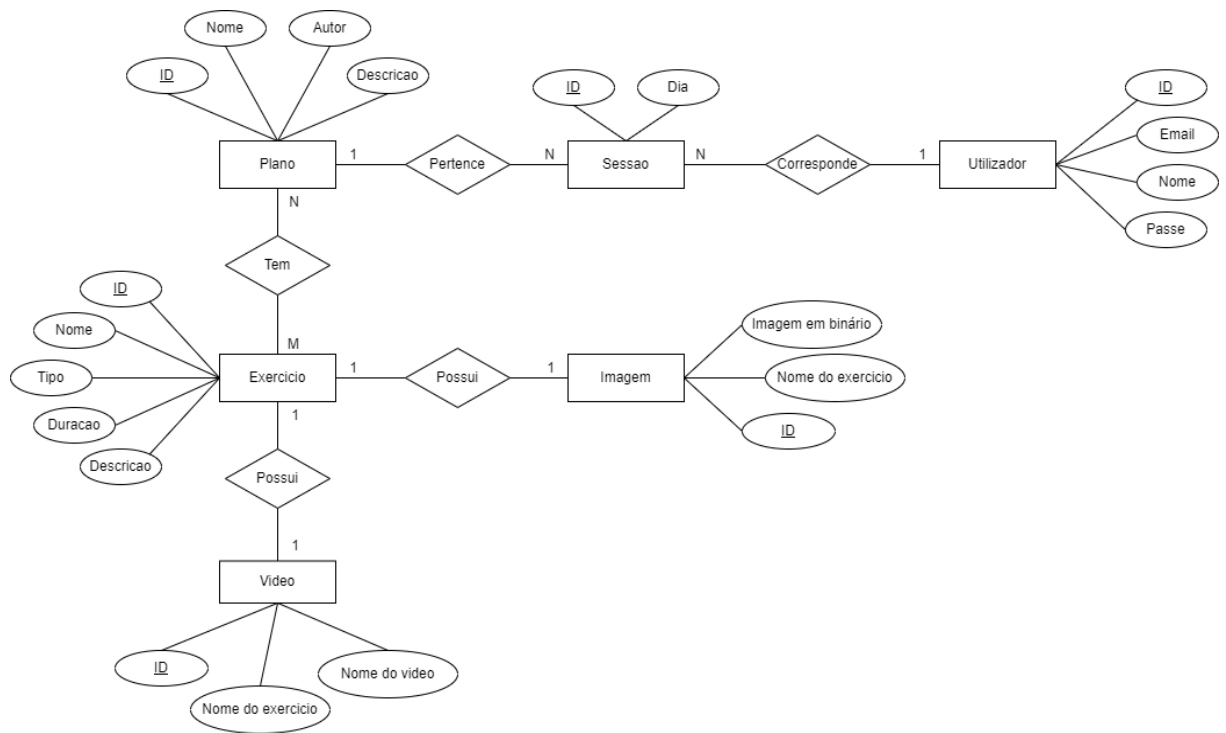 Nome
Autor
ID
Descricao
ID
Dia
ID
Email
Nome
Passe
Plano
1
Pertence
N
Sessao
N
Corresponde
1
Utilizador
N
Tem
M
ID
Nome
Tipo
Duracao
Descricao
Exercicio
1
Possui
1
Imagem
Imagem em binário
Nome do exercicio
ID
1
Possui
1
Video
ID
Nome do exercicio
Nome do video